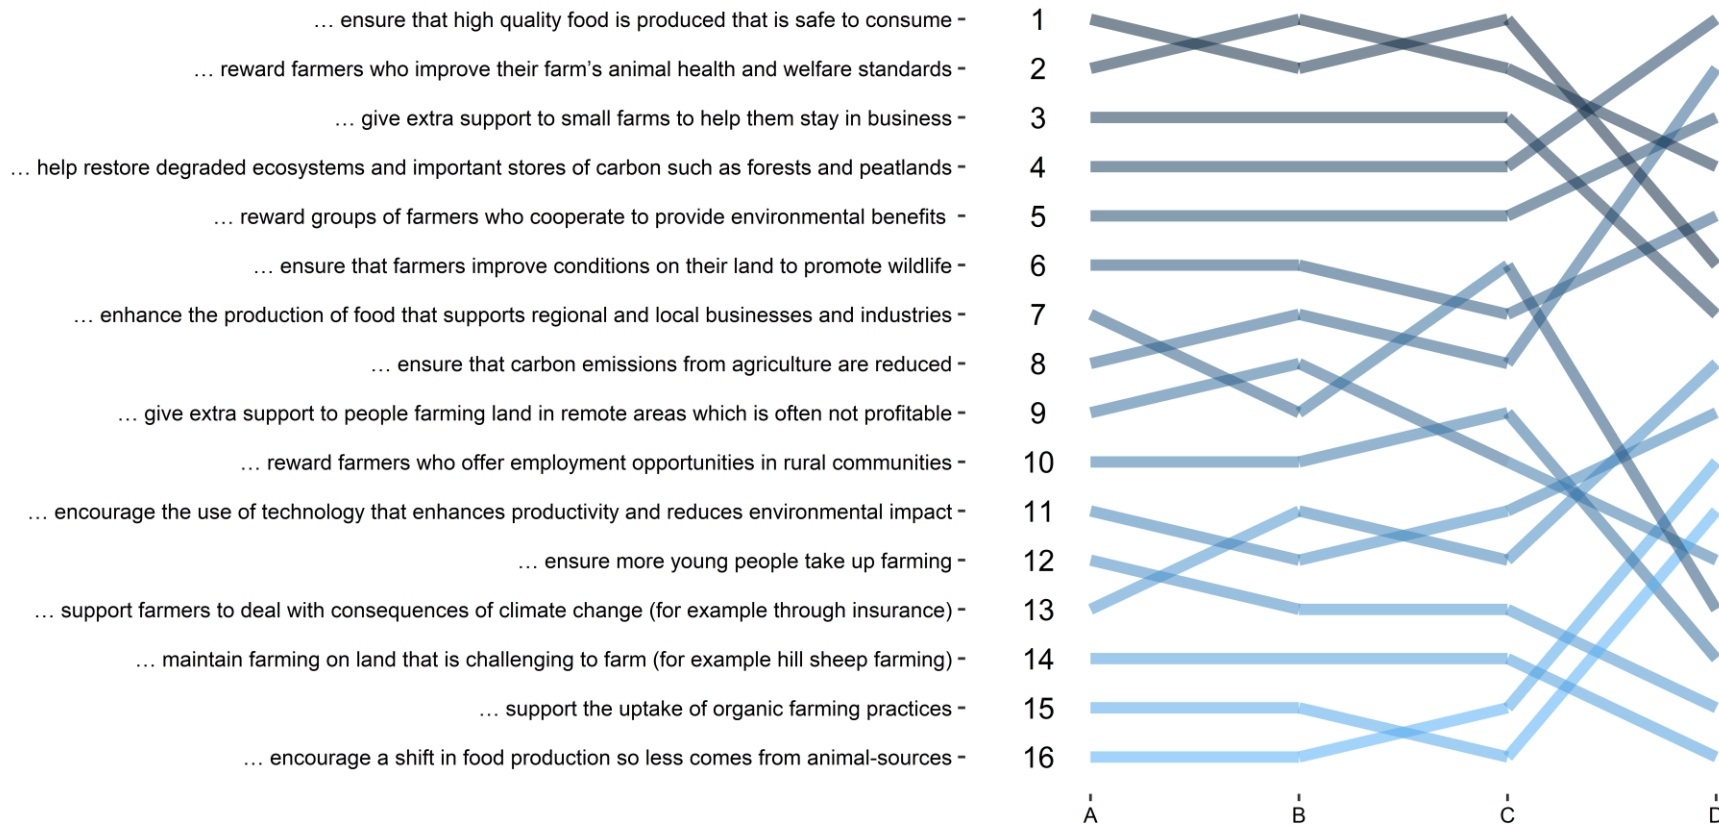 … ensure that high quality food is produced that is safe to consume 1
… reward farmers who improve their farm’s animal health and welfare standards 2
… give extra support to small farms to help them stay in business 3
… help restore degraded ecosystems and important stores of carbon such as forests and peatlands 4
… reward groups of farmers who cooperate to provide environmental benefits 5
… ensure that farmers improve conditions on their land to promote wildlife 6
… enhance the production of food that supports regional and local businesses and industries 7
… ensure that carbon emissions from agriculture are reduced 8
… give extra support to people farming land in remote areas which is often not profitable 9
… reward farmers who offer employment opportunities in rural communities 10
… encourage the use of technology that enhances productivity and reduces environmental impact 11
… ensure more young people take up farming 12
… support farmers to deal with consequences of climate change (for example through insurance) 13
… maintain farming on land that is challenging to farm (for example hill sheep farming) 14
… support the uptake of organic farming practices 15
… encourage a shift in food production so less comes from animal-sources 16
A B C D